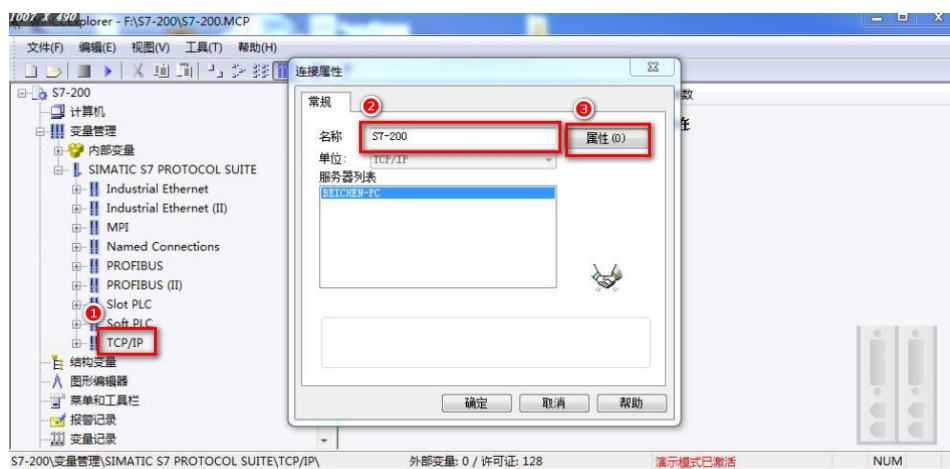 1007 X 490
WinCCExplorer - F:\S7-200\S7-200.MCP
文件(F) 编辑(E) 视图(V) 工具(T) 帮助(H)
连接属性
S7-200
常规
数
计算机
2
3
变量管理
名称
S7-200
属性(O)
内部变量
单位:
TCP/IP
SIMATIC S7 PROTOCOL SUITE
服务器列表
Industrial Ethernet
BEICHEN-PC
Industrial Ethernet (II)
MPI
Named Connections
PROFIBUS
PROFIBUS (II)
Slot PLC
1
Soft PLC
TCP/IP
结构变量
图形编辑器
菜单和工具栏
确定
取消
帮助
报警记录
变量记录
S7-200\变量管理\SIMATIC S7 PROTOCOL SUITE\TCP/IP\
外部变量: 0 / 许可证: 128
演示模式已激活
NUM